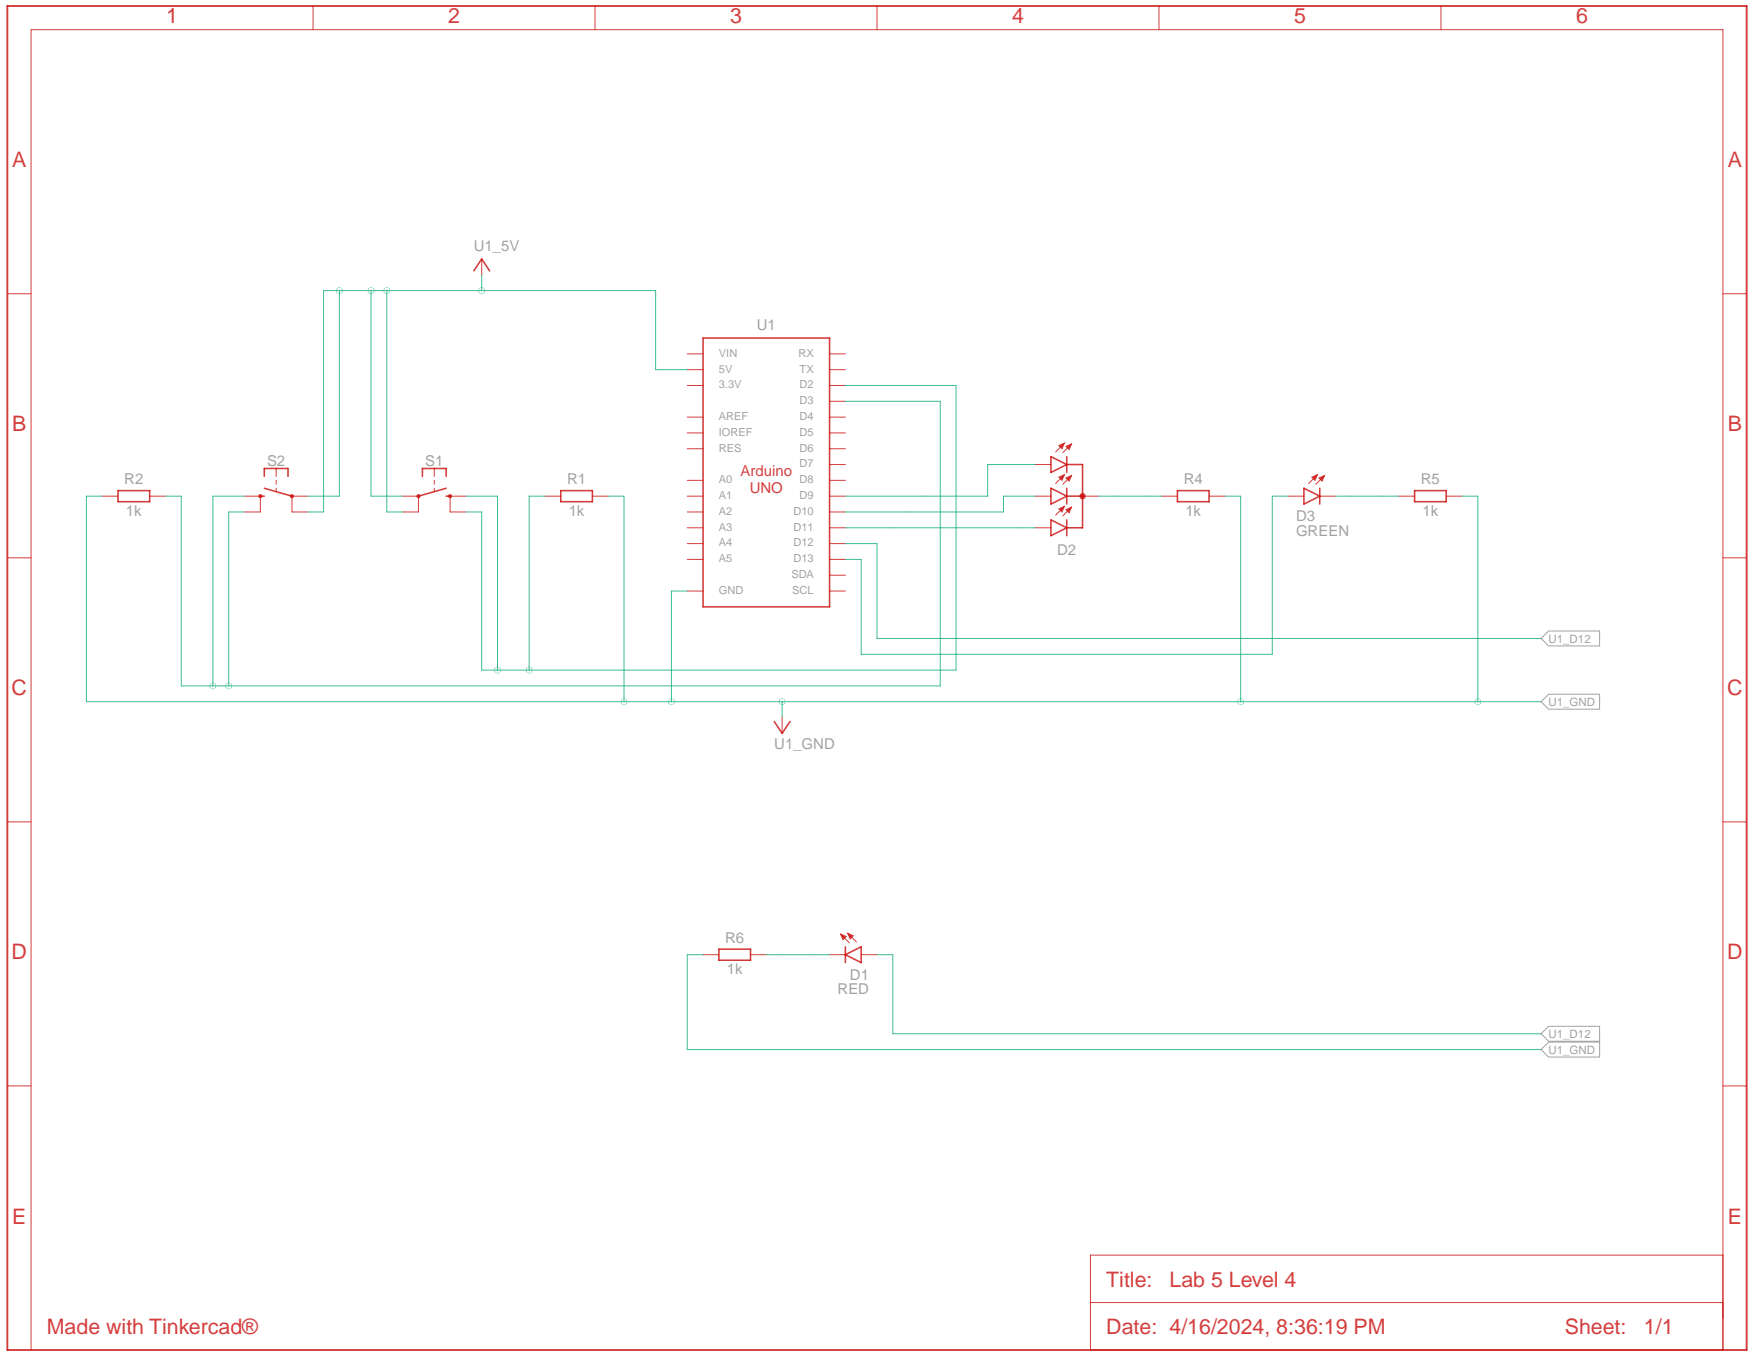 1 2 3 4 5 6
A A
U1_5V
U1
VIN RX
5V TX
3.3V D2
D3
AREF D4
B B
IOREF D5
RES D6
D7
Arduino
UNO
A0 D8
A1 D9
A2 D10
A3 D11
A4 D12
A5 D13
SDA
GND SCL
R2
1k
S2
S1
R1
1k
D2
R4
1k
D3
GREEN
R5
1k
U1_D12
C C
U1_GND
U1_GND
R6
1k
D D
D1
RED
U1_D12
U1_GND
E E
Title: Lab 5 Level 4
Made with Tinkercad®
Date: 4/16/2024, 8:36:19 PM Sheet: 1/1